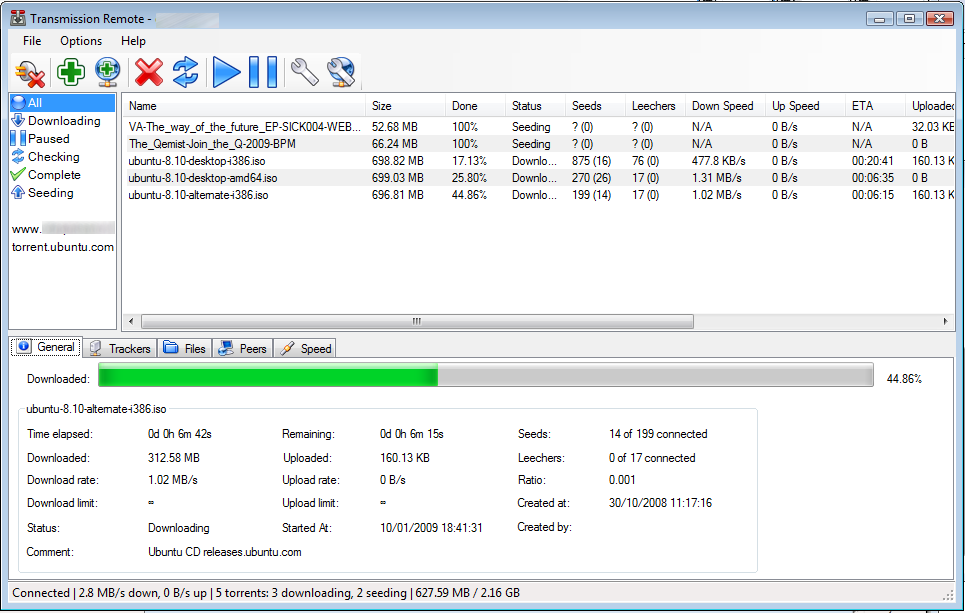 Transmission Remote -
File Options Help
All
Downloading
Paused
Checking
Complete
Seeding
www.
torrent.ubuntu.com
Name Size Done Status Seeds Leechers Down Speed Up Speed ETA Uploaded
VA-The_way_of_the_future_EP-SICK004-WEB... 52.68 MB 100% Seeding ? (0) ? (0) N/A 0 B/s N/A 32.03 KB
The_Qemist-Join_the_Q-2009-BPM 66.24 MB 100% Seeding ? (0) ? (0) N/A 0 B/s N/A 0 B
ubuntu-8.10-desktop-i386.iso 698.82 MB 17.13% Downlo... 875 (16) 76 (0) 477.8 KB/s 0 B/s 00:20:41 160.13 K
ubuntu-8.10-desktop-amd64.iso 699.03 MB 25.80% Downlo... 270 (26) 17 (0) 1.31 MB/s 0 B/s 00:06:35 0 B
ubuntu-8.10-alternate-i386.iso 696.81 MB 44.86% Downlo... 199 (14) 17 (0) 1.02 MB/s 0 B/s 00:06:15 160.13 K
General Trackers Files Peers Speed
Downloaded: 44.86%
ubuntu-8.10-alternate-i386.iso
Time elapsed: 0d 0h 6m 42s Remaining: 0d 0h 6m 15s Seeds: 14 of 199 connected
Downloaded: 312.58 MB Uploaded: 160.13 KB Leechers: 0 of 17 connected
Download rate: 1.02 MB/s Upload rate: 0 B/s Ratio: 0.001
Download limit: ∞ Upload limit: ∞ Created at: 30/10/2008 11:17:16
Status: Downloading Started At: 10/01/2009 18:41:31 Created by:
Comment: Ubuntu CD releases.ubuntu.com
Connected | 2.8 MB/s down, 0 B/s up | 5 torrents: 3 downloading, 2 seeding | 627.59 MB / 2.16 GB